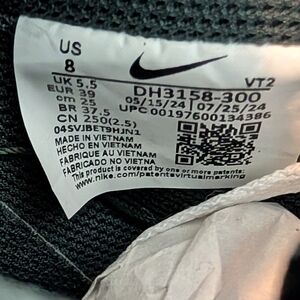 US
8
UK 5.5
EUR 39
cm 25
BR 37.5
CN 250(2.5)
VT2
DH3158-300
05/15/24 | 07/25/24
UPC 00197600134386
04SVJBET9HJN1
MADE IN VIETNAM
HECHO EN VIETNAM
FABRIQUE AU VIETNAM
FABRICADO NO VIETNA
This product is covered by one or more patents:
www.nike.com/patentsvirtualmarking